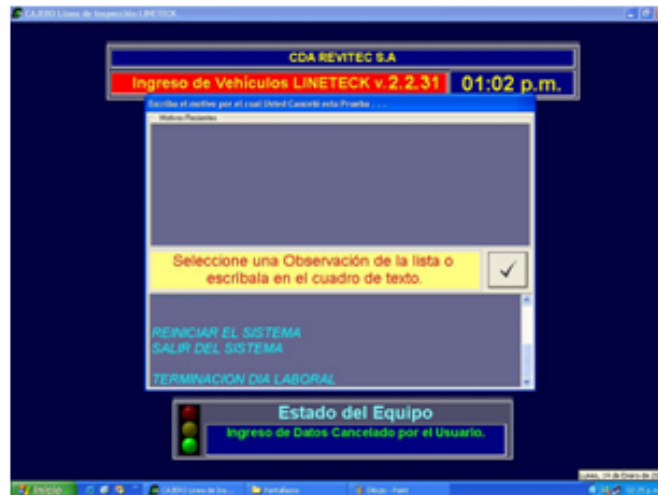 CAJERO Linea de Inspección LINETECK
CDA REVITEC S.A
Ingreso de Vehículos LINETECK v.2.2.31
01:02 p.m.
Escriba el motivo por el cual Usted Canceló esta Prueba . . .
Motivos Recientes
Seleccione una Observación de la lista o
escríbala en el cuadro de texto.
REINICIAR EL SISTEMA
SALIR DEL SISTEMA
TERMINACION DIA LABORAL
Estado del Equipo
Ingreso de Datos Cancelado por el Usuario.
Inicio
Pantallazos